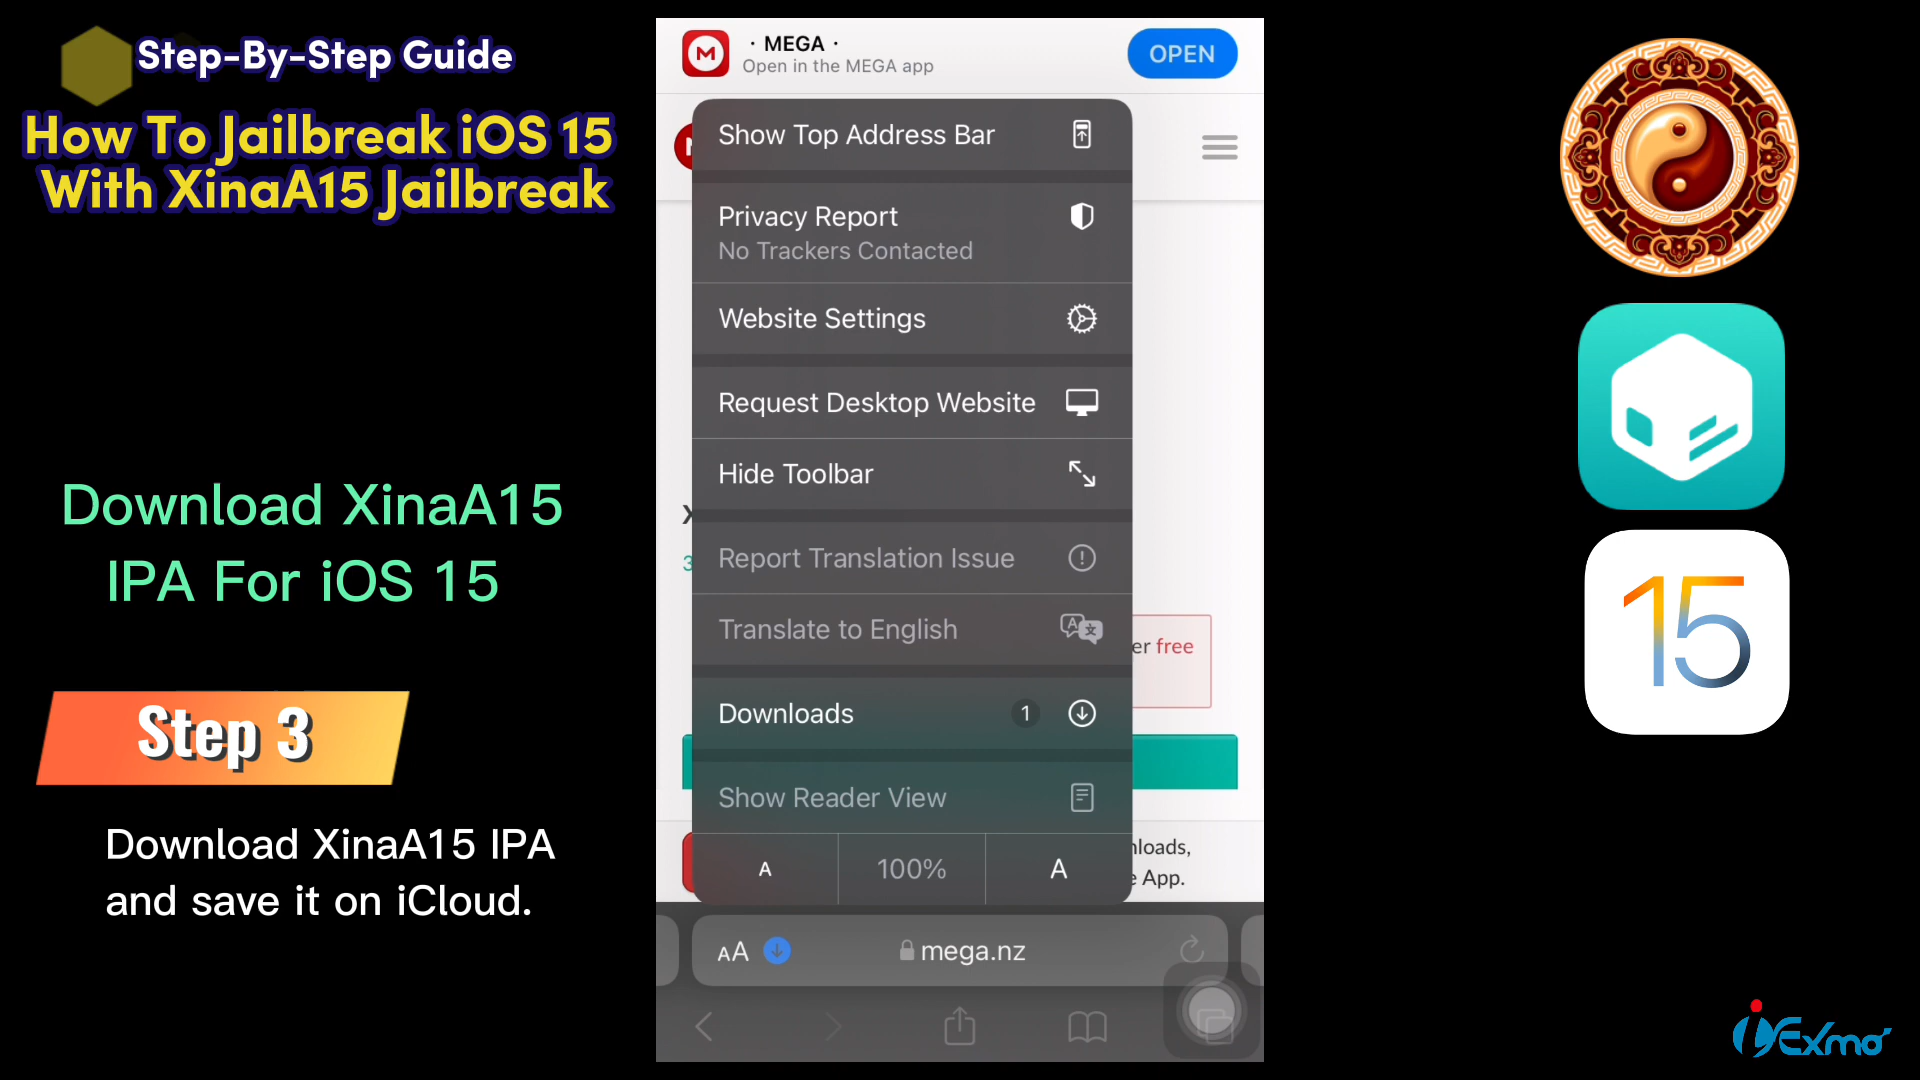 Step-By-Step Guide
How To Jailbreak iOS 15
With XinaA15 Jailbreak
Download XinaA15
IPA For iOS 15
Step 3
Download XinaA15 IPA
and save it on iCloud.
· MEGA ·
Open in the MEGA app
OPEN
Show Top Address Bar
Privacy Report
No Trackers Contacted
Website Settings
Request Desktop Website
Hide Toolbar
Report Translation Issue
Translate to English
er free
Downloads 1
Show Reader View
A 100% A
nloads,
e App.
AA mega.nz
15
iExmo